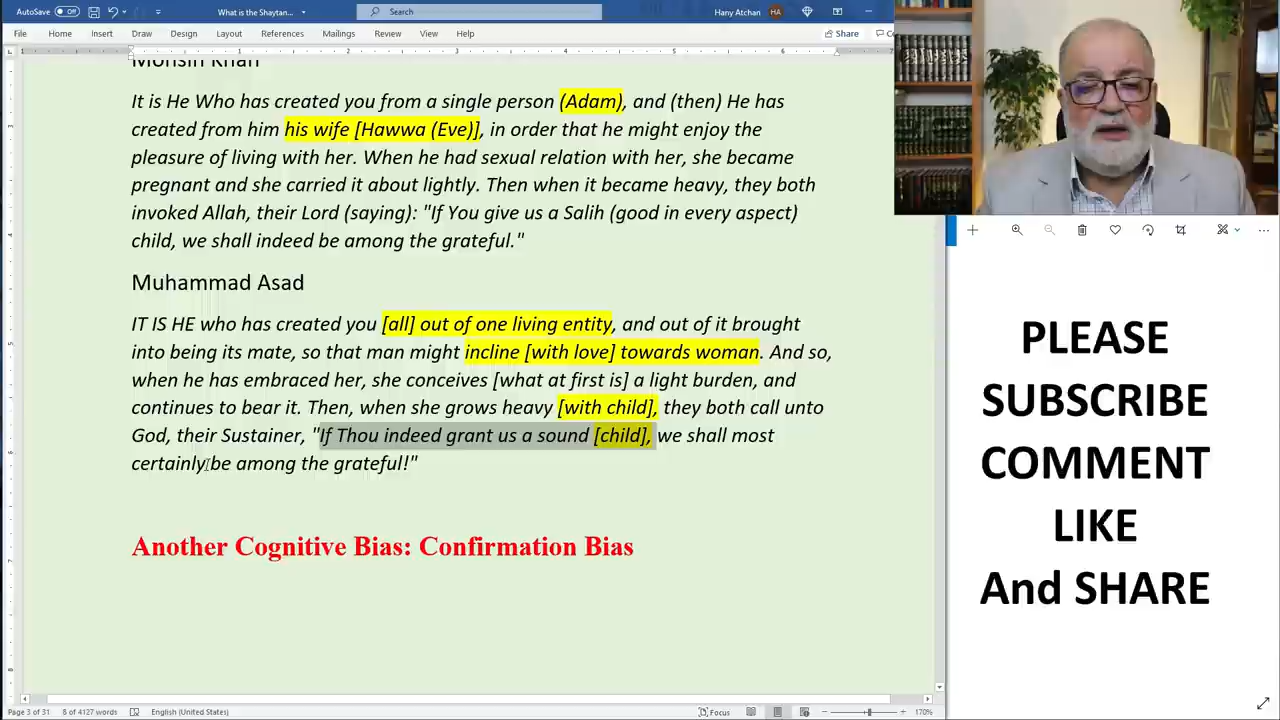 AutoSave Off What is the Shaytan... Search Hany Atchan HA
File Home Insert Draw Design Layout References Mailings Review View Help Share
Mohsin Khan
It is He Who has created you from a single person (Adam), and (then) He has
created from him his wife [Hawwa (Eve)], in order that he might enjoy the
pleasure of living with her. When he had sexual relation with her, she became
pregnant and she carried it about lightly. Then when it became heavy, they both
invoked Allah, their Lord (saying): "If You give us a Salih (good in every aspect)
child, we shall indeed be among the grateful."
Muhammad Asad
IT IS HE who has created you [all] out of one living entity, and out of it brought
into being its mate, so that man might incline [with love] towards woman. And so,
when he has embraced her, she conceives [what at first is] a light burden, and
continues to bear it. Then, when she grows heavy [with child], they both call unto
God, their Sustainer, "If Thou indeed grant us a sound [child], we shall most
certainly be among the grateful!"
Another Cognitive Bias: Confirmation Bias
Page 3 of 31 8 of 4127 words English (United States) Focus 170%
PLEASE
SUBSCRIBE
COMMENT
LIKE
And SHARE